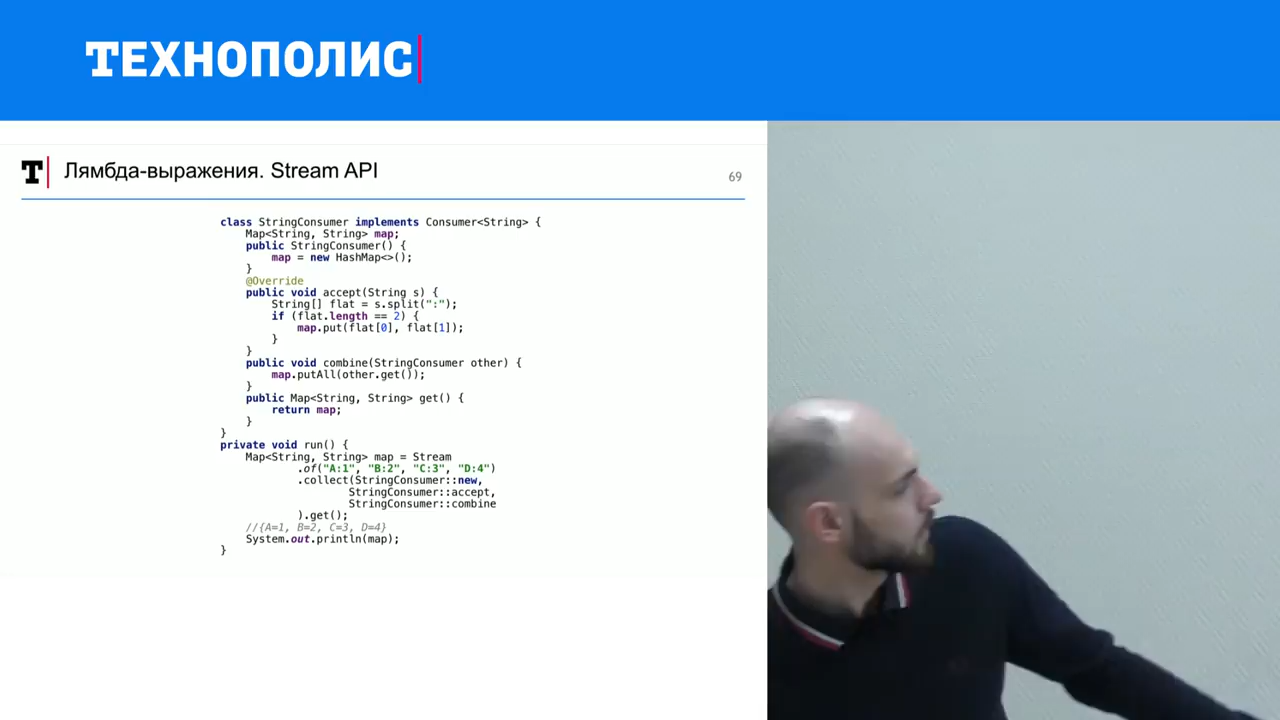 ТЕХНОПОЛИС
T Лямбда-выражения. Stream API
69
class StringConsumer implements Consumer<String> {
    Map<String, String> map;
    public StringConsumer() {
        map = new HashMap<>();
    }
    @Override
    public void accept(String s) {
        String[] flat = s.split(":");
        if (flat.length == 2) {
            map.put(flat[0], flat[1]);
        }
    }
    public void combine(StringConsumer other) {
        map.putAll(other.get());
    }
    public Map<String, String> get() {
        return map;
    }
}
private void run() {
    Map<String, String> map = Stream
            .of("A:1", "B:2", "C:3", "D:4")
            .collect(StringConsumer::new,
                    StringConsumer::accept,
                    StringConsumer::combine
            ).get();
    //{A=1, B=2, C=3, D=4}
    System.out.println(map);
}